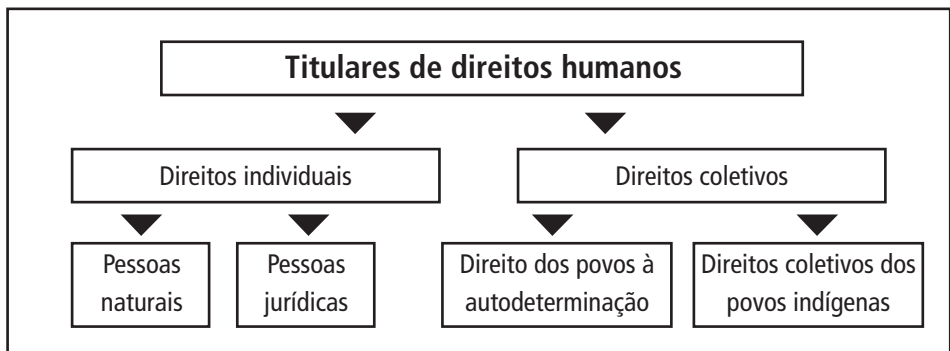 Titulares de direitos humanos
Direitos individuais
Direitos coletivos
Pessoas
naturais
Pessoas
jurídicas
Direito dos povos à
autodeterminação
Direitos coletivos dos
povos indígenas